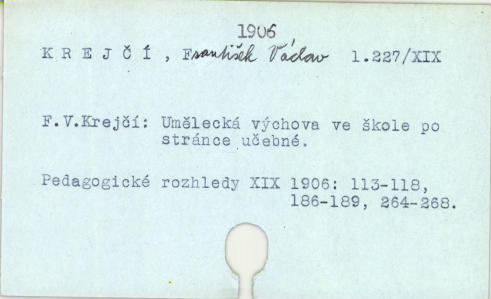 1906
K R E J Č Í , František Václav 1.227/XIX
F.V.Krejčí: Umělecká výchova ve škole po
stránce učebné.
Pedagogické rozhledy XIX 1906: 113-118,
186-189, 264-268.